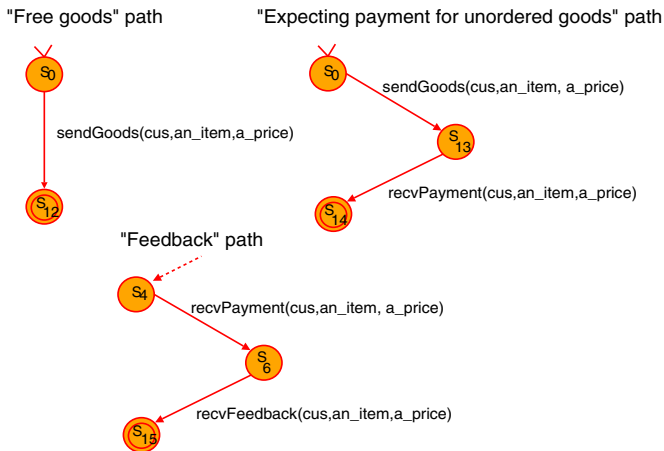 "Free goods" path
"Expecting payment for unordered goods" path
S0
sendGoods(cus,an_item,a_price)
S12
S0
sendGoods(cus,an_item, a_price)
S13
recvPayment(cus,an_item,a_price)
S14
"Feedback" path
S4
recvPayment(cus,an_item, a_price)
S6
recvFeedback(cus,an_item,a_price)
S15